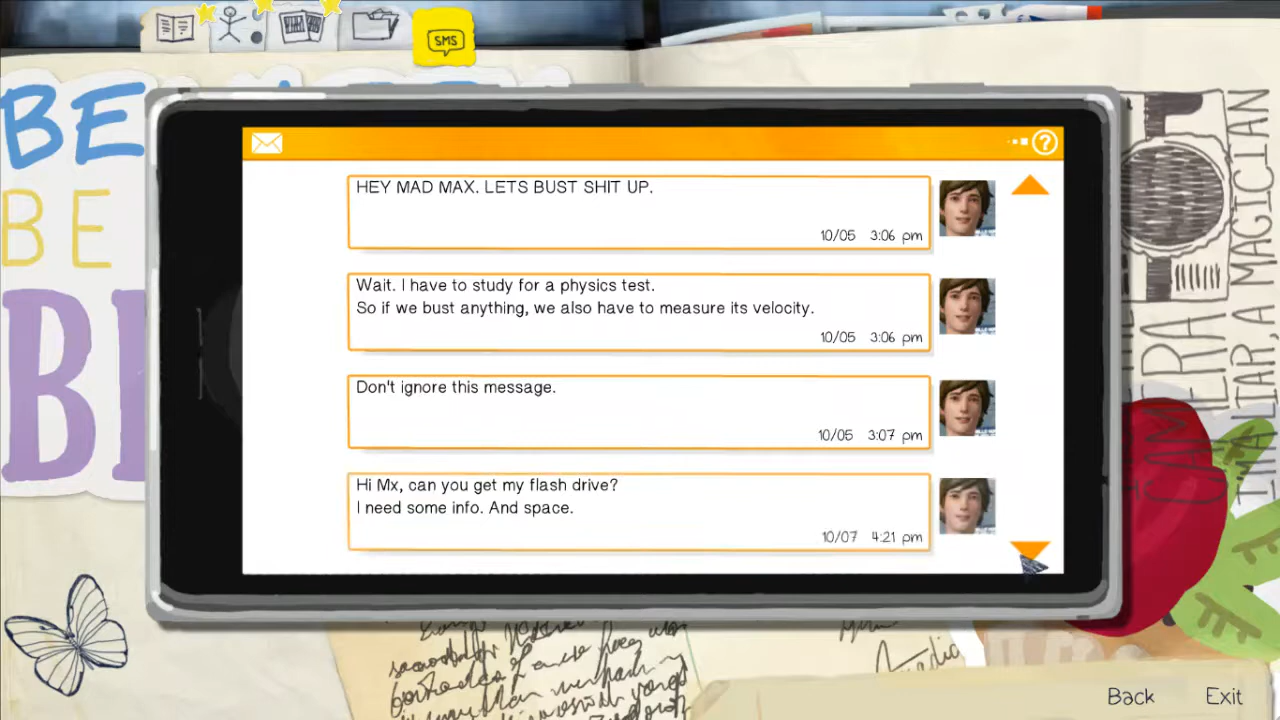 SMS
HEY MAD MAX. LETS BUST SHIT UP.
10/05 3:06 pm
Wait. I have to study for a physics test.
So if we bust anything, we also have to measure its velocity.
10/05 3:06 pm
Don't ignore this message.
10/05 3:07 pm
Hi Mx, can you get my flash drive?
I need some info. And space.
10/07 4:21 pm
BE
BE
CAMERA
A MAGICIAN
Back Exit